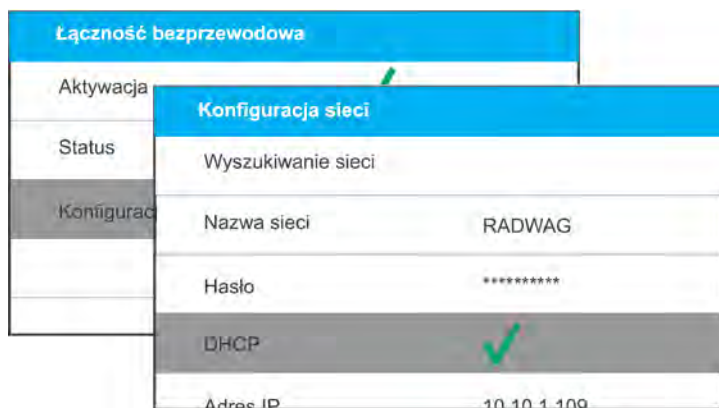 Łączność bezprzewodowa
Aktywacja
Status
Konfigurac
Konfiguracja sieci
Wyszukiwanie sieci
Nazwa sieci RADWAG
Hasło **********
DHCP
Adres IP 10.10.1.109